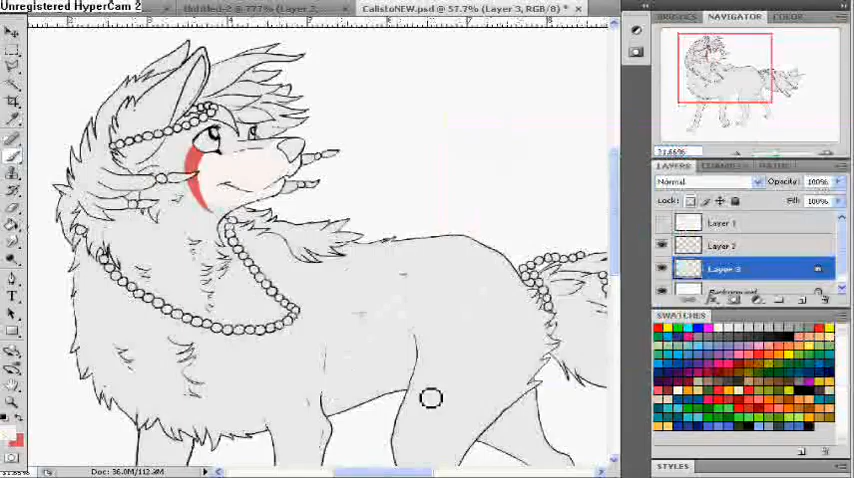 Unregistered HyperCam 2
Untitled-2 @ 777% (Layer 2,
CalistoNEW.psd @ 57.7% (Layer 3, RGB/8) *
BRUSHES
NAVIGATOR
COLOR
LAYERS
CHANNELS
PATHS
Normal
Opacity: 100%
Lock:
Fill: 100%
Layer 1
Layer 2
Layer 3
Background
SWATCHES
STYLES
Doc: 36.0M/112.9M